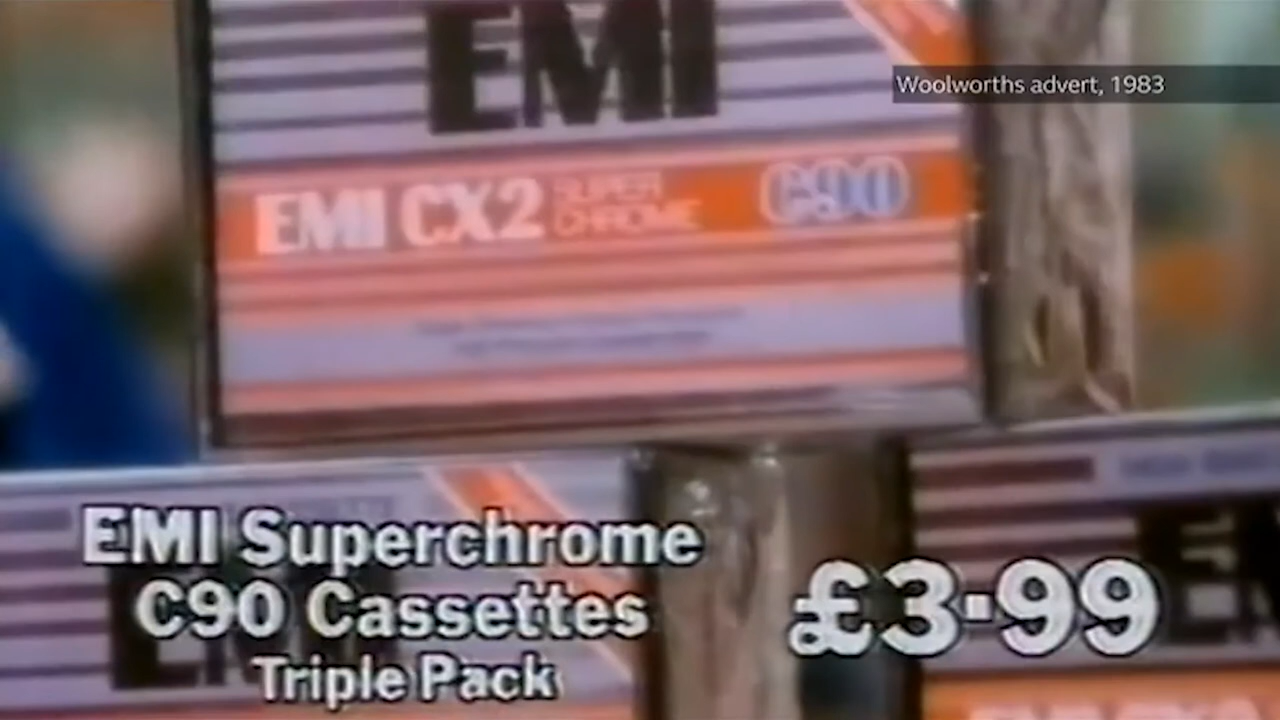 EMI
Woolworths advert, 1983
EMI CX2 SUPER CHROME C90
EMI Superchrome
C90 Cassettes
Triple Pack
£3·99